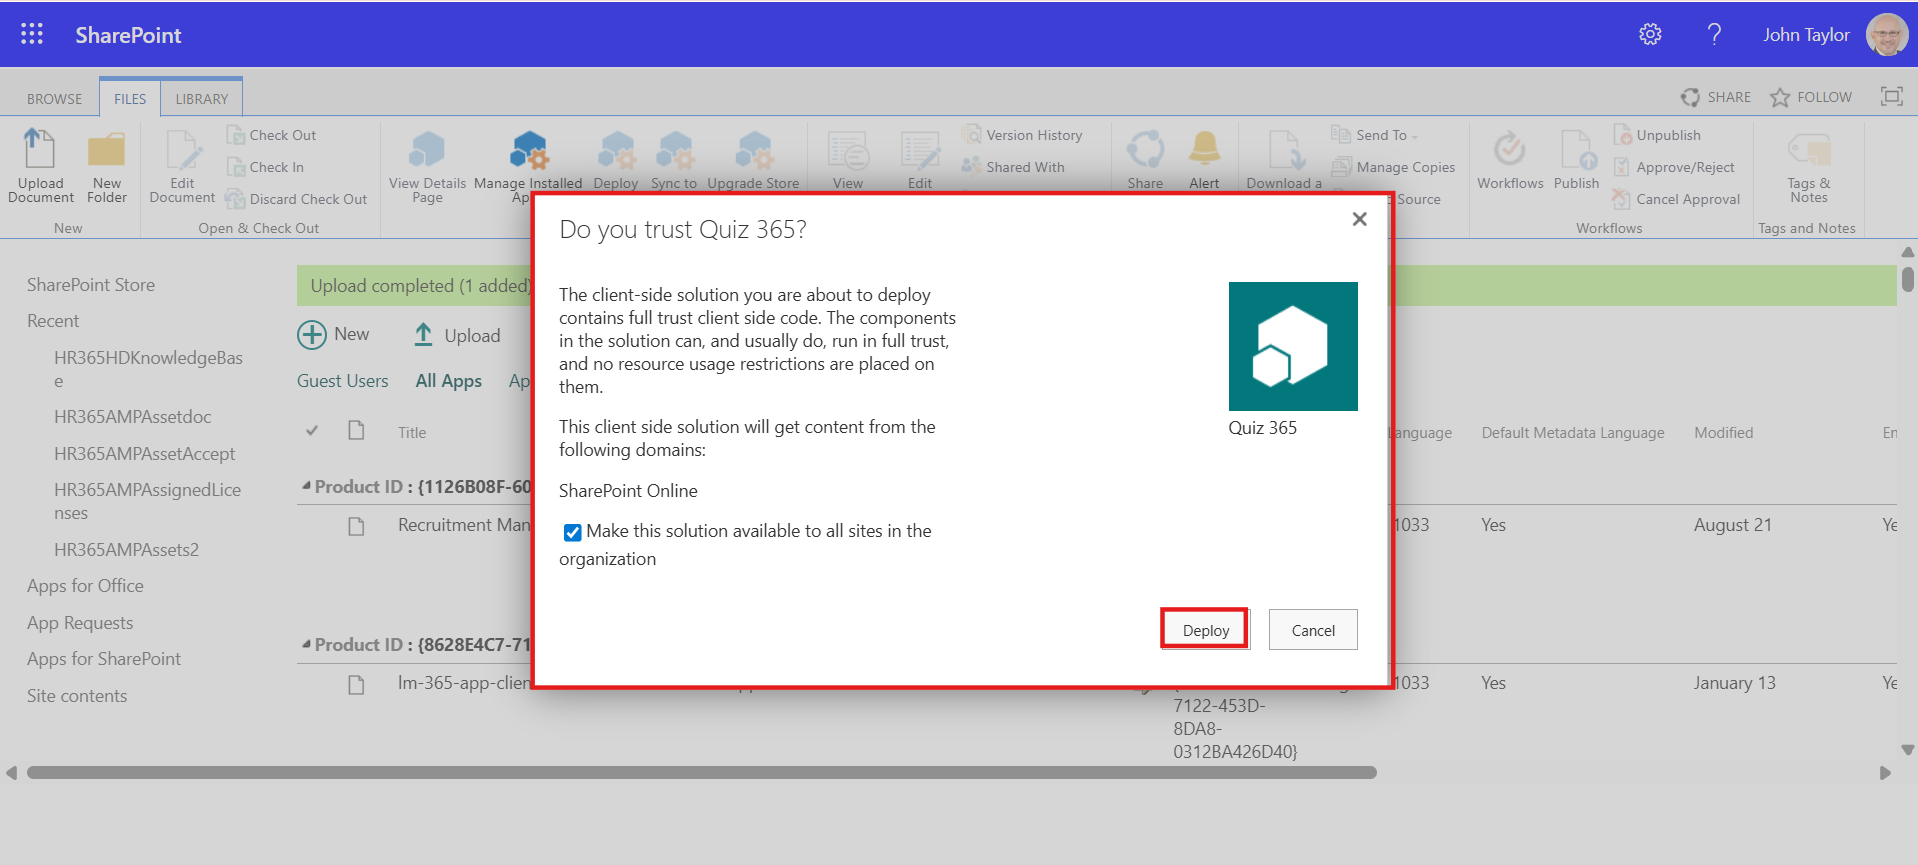 SharePoint
John Taylor
BROWSE
FILES
LIBRARY
SHARE
FOLLOW
Upload
Document
New
Folder
New
Edit
Document
Check Out
Check In
Discard Check Out
Open & Check Out
View Details
Page
Manage Installed
Ap
Deploy
Sync to
Upgrade Store
View
Edit
Version History
Shared With
Share
Alert
Download a
Send To
Manage Copies
Source
Workflows
Publish
Unpublish
Approve/Reject
Cancel Approval
Workflows
Tags &
Notes
Tags and Notes
SharePoint Store
Recent
HR365HDKnowledgeBas
e
HR365AMPAssetdoc
HR365AMPAssetAccept
HR365AMPAssignedLice
nses
HR365AMPAssets2
Apps for Office
App Requests
Apps for SharePoint
Site contents
Upload completed (1 added)
New
Upload
Guest Users
All Apps
Ap
Title
Language
Default Metadata Language
Modified
En
Product ID : {1126B08F-60
Recruitment Man
1033
Yes
August 21
Ye
Product ID : {8628E4C7-71
lm-365-app-clien
1033
Yes
January 13
Ye
7122-453D-
8DA8-
0312BA426D40}
Do you trust Quiz 365?
The client-side solution you are about to deploy
contains full trust client side code. The components
in the solution can, and usually do, run in full trust,
and no resource usage restrictions are placed on
them.
This client side solution will get content from the
following domains:
SharePoint Online
Make this solution available to all sites in the
organization
Quiz 365
Deploy
Cancel